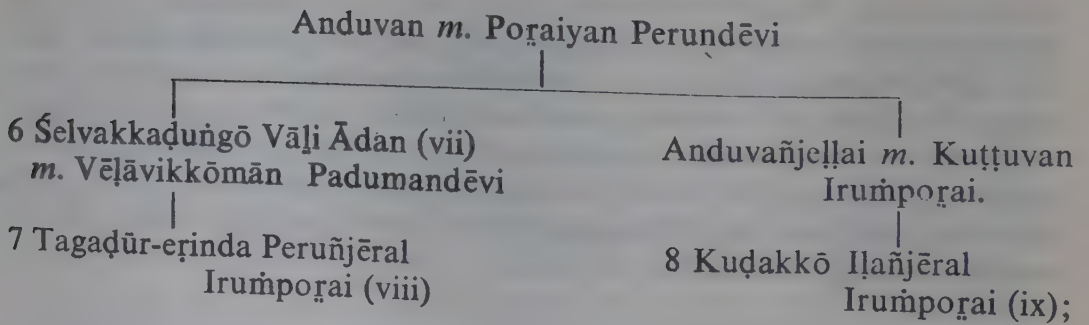 Anduvan m. Poṟaiyan Perundēvi
6 Śelvakkaḍuṅgō Vāḻi Ādan (vii)
m. Vēḷāvikkōmān Padumandēvi
Anduvañjeḷḷai m. Kuṭṭuvan
Irumpoṟai.
7 Tagaḍūr-eṟinda Peruñjēral
Irumpoṟai (viii)
8 Kuḍakkō Iḷañjēral
Irumpoṟai (ix);